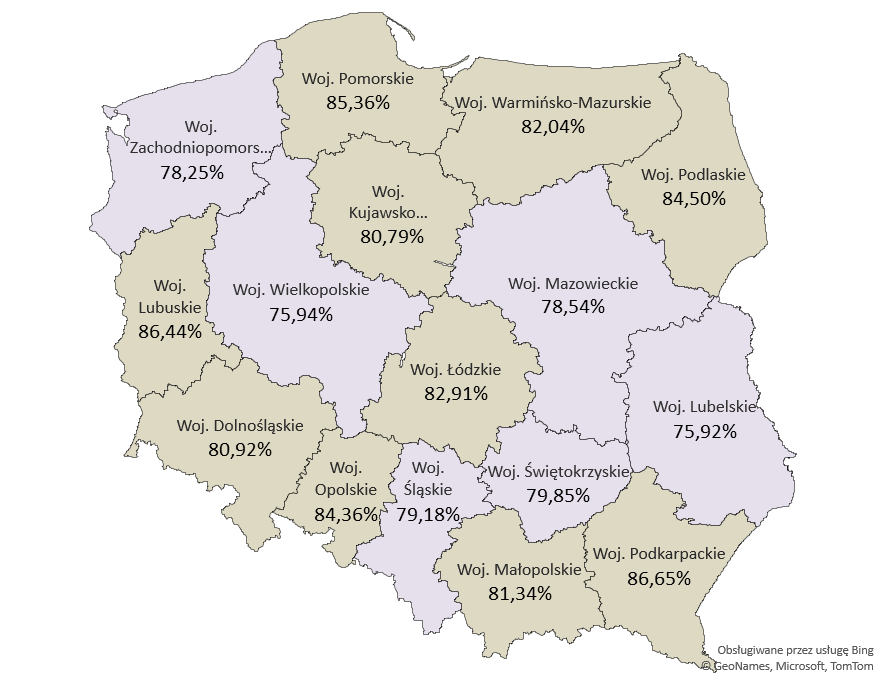 Woj. Pomorskie
85,36%
Woj. Warmińsko-Mazurskie
82,04%
Woj.
Zachodniopomors...
78,25%
Woj. Podlaskie
84,50%
Woj.
Kujawsko...
80,79%
Woj.
Lubuskie
86,44%
Woj. Wielkopolskie
75,94%
Woj. Mazowieckie
78,54%
Woj. Łódzkie
82,91%
Woj. Lubelskie
75,92%
Woj. Dolnośląskie
80,92%
Woj.
Opolskie
84,36%
Woj.
Śląskie
79,18%
Woj. Świętokrzyskie
79,85%
Woj. Małopolskie
81,34%
Woj. Podkarpackie
86,65%
Obsługiwane przez usługę Bing
© GeoNames, Microsoft, TomTom